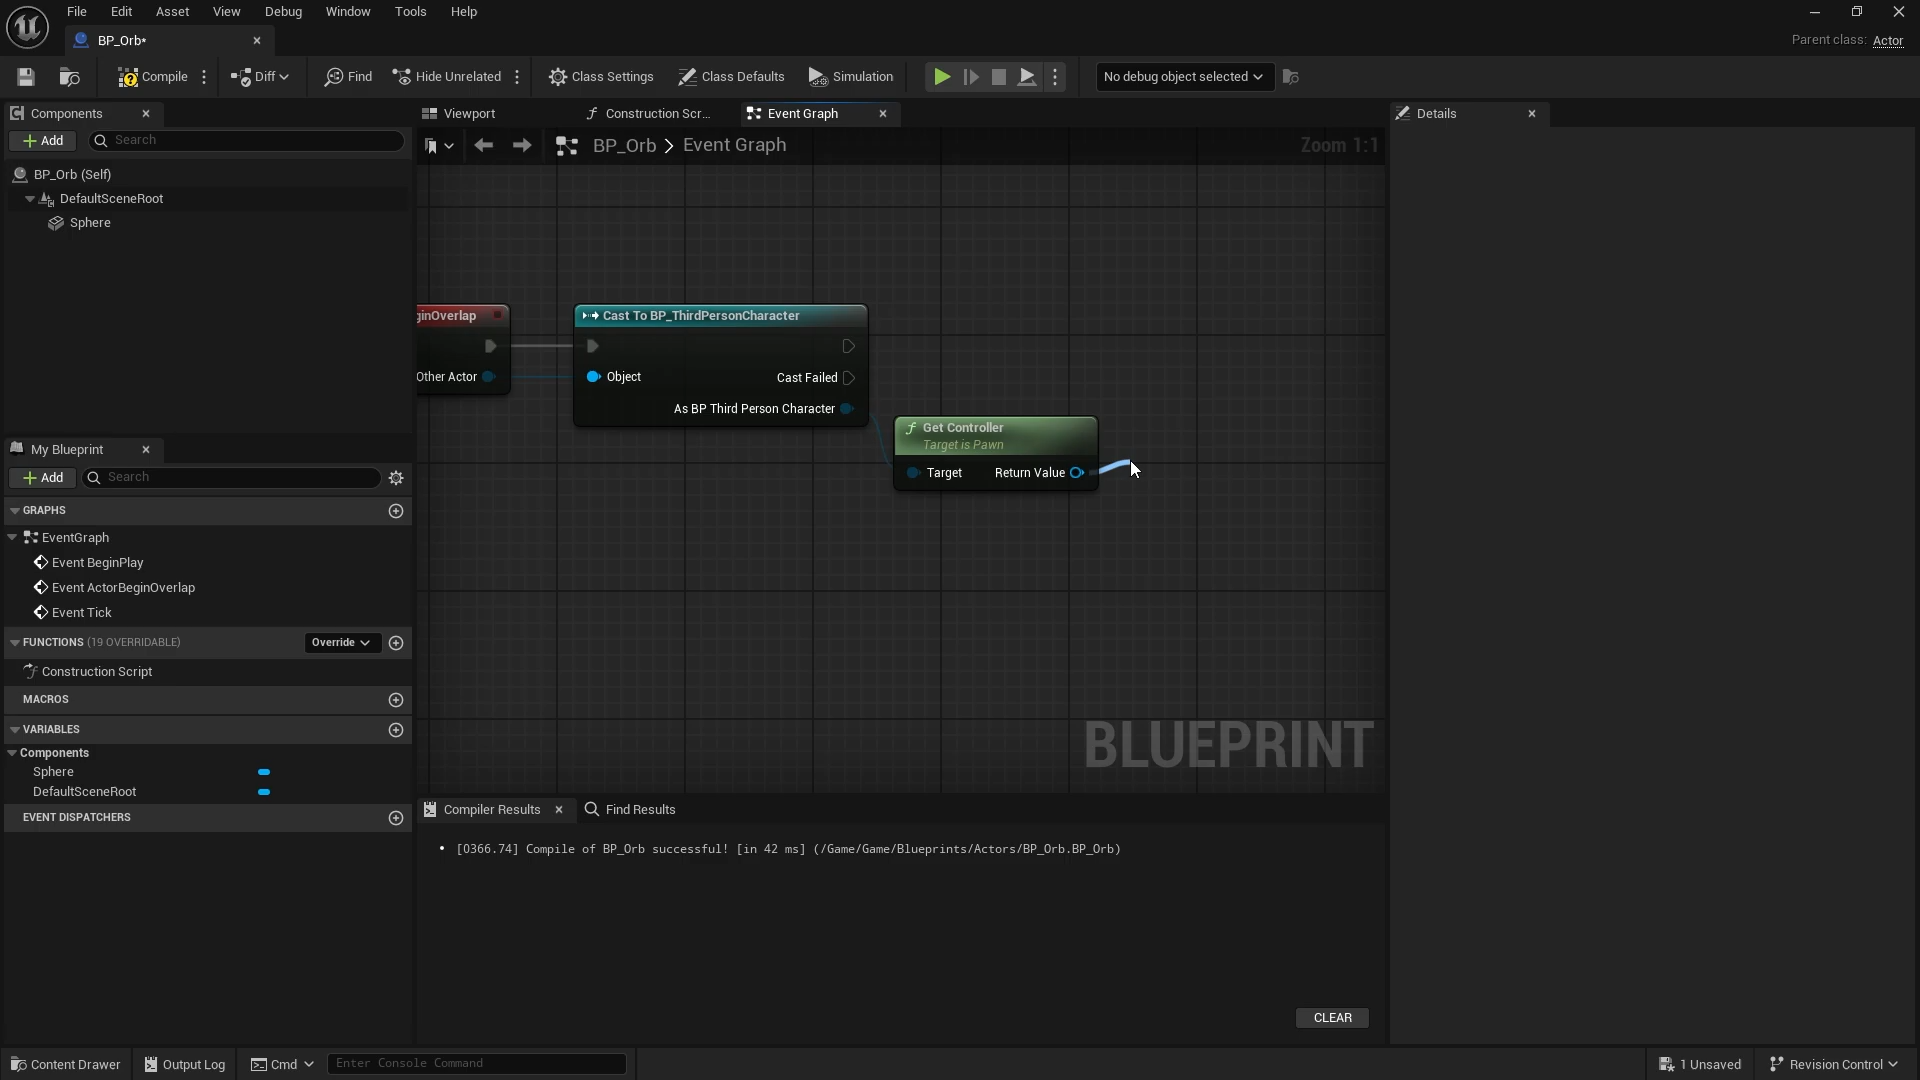 File Edit Asset View Debug Window Tools Help
BP_Orb*
Parent class: Actor
Compile Diff Find Hide Unrelated Class Settings Class Defaults Simulation No debug object selected
Components Viewport Construction Scr... Event Graph Details
Add Search
BP_Orb > Event Graph Zoom 1:1
BP_Orb (Self)
DefaultSceneRoot
Sphere
ginOverlap
Other Actor
Cast To BP_ThirdPersonCharacter
Object
Cast Failed
As BP Third Person Character
Get Controller
Target is Pawn
Target Return Value
BLUEPRINT
My Blueprint
Add Search
GRAPHS
EventGraph
Event BeginPlay
Event ActorBeginOverlap
Event Tick
FUNCTIONS (19 OVERRIDABLE) Override
Construction Script
MACROS
VARIABLES
Components
Sphere
DefaultSceneRoot
EVENT DISPATCHERS
Compiler Results Find Results
• [0366.74] Compile of BP_Orb successful! [in 42 ms] (/Game/Game/Blueprints/Actors/BP_Orb.BP_Orb)
CLEAR
Content Drawer Output Log Cmd Enter Console Command 1 Unsaved Revision Control